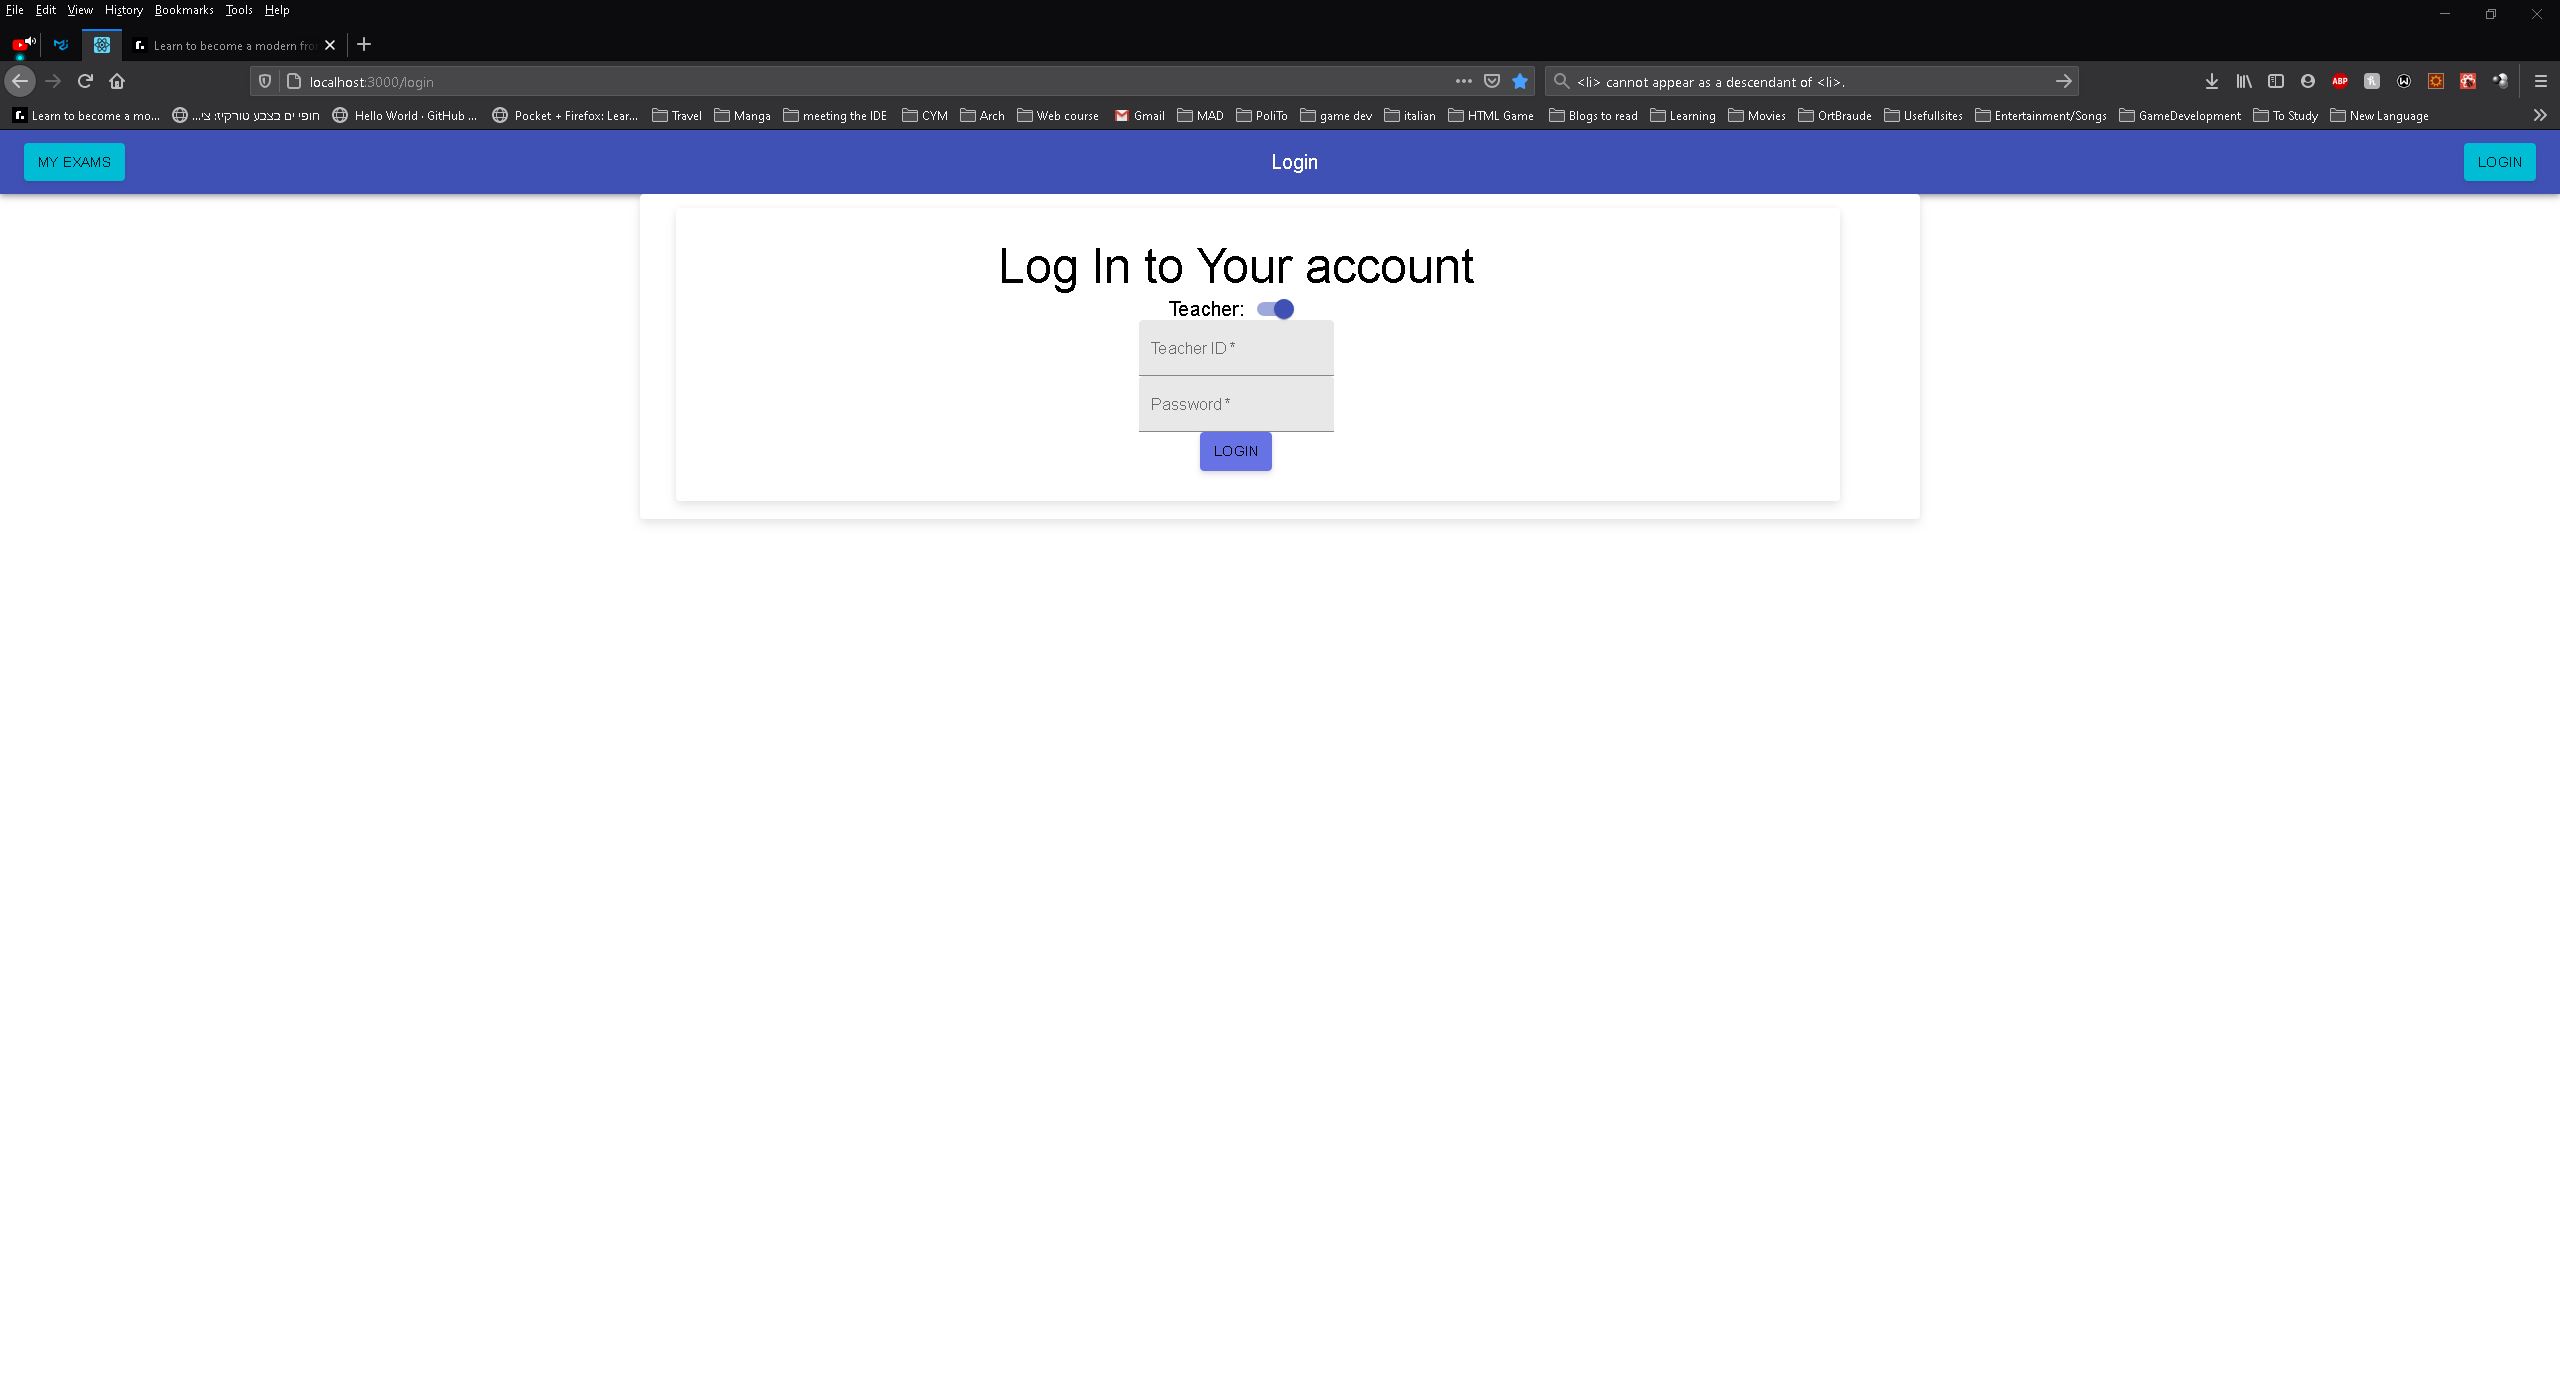 File Edit View History Bookmarks Tools Help
Learn to become a modern fro
localhost:3000/login
<li> cannot appear as a descendant of <li>.
ABP
Learn to become a mo... חופי ים בצבע טורקיז: צי... Hello World · GitHub ... Pocket + Firefox: Lear... Travel Manga meeting the IDE CYM Arch Web course Gmail MAD PoliTo game dev italian HTML Game Blogs to read Learning Movies OrtBraude Usefullsites Entertainment/Songs GameDevelopment To Study New Language
MY EXAMS Login LOGIN
Log In to Your account
Teacher:
Teacher ID *
Password *
LOGIN